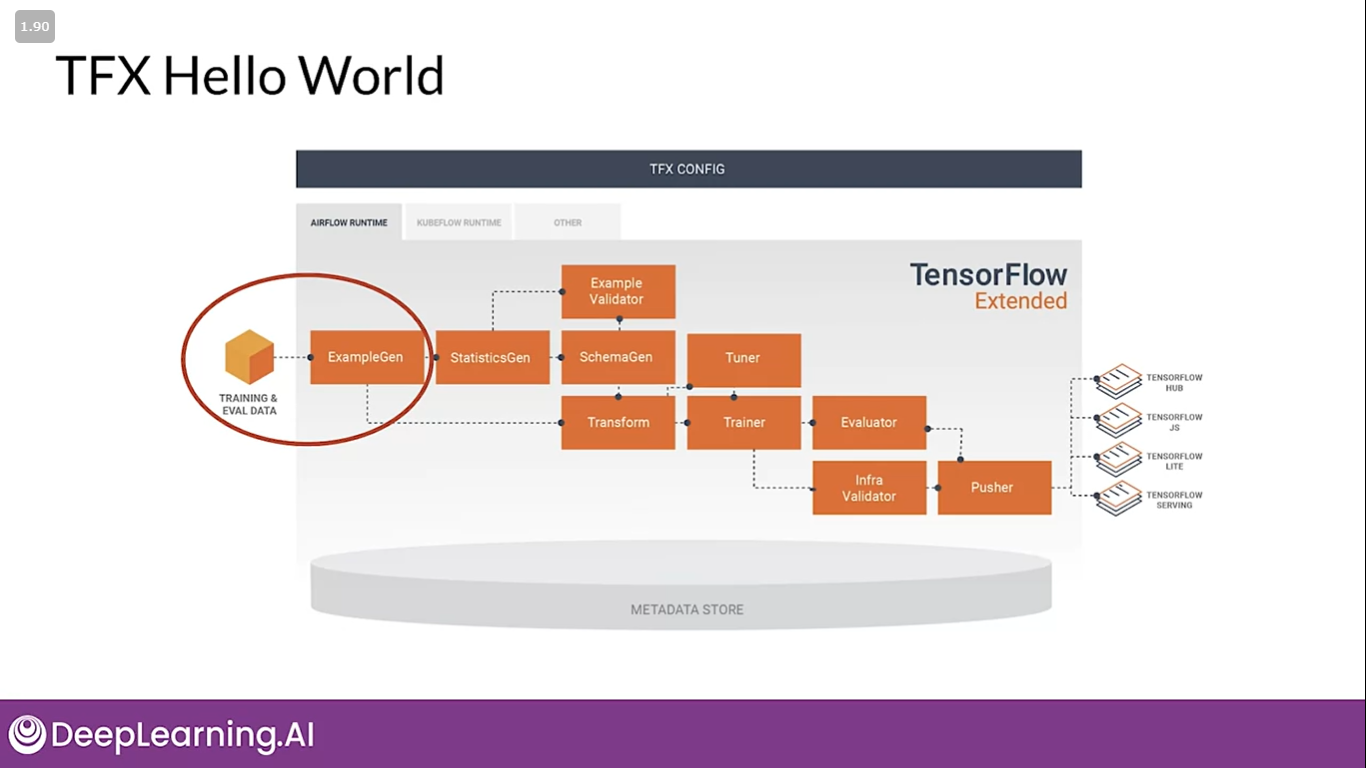 1.90
TFX Hello World
TFX CONFIG
AIRFLOW RUNTIME
KUBEFLOW RUNTIME
OTHER
TensorFlow
Extended
Example
Validator
TRAINING &
EVAL DATA
ExampleGen
StatisticsGen
SchemaGen
Tuner
Transform
Trainer
Evaluator
Infra
Validator
Pusher
TENSORFLOW
HUB
TENSORFLOW
JS
TENSORFLOW
LITE
TENSORFLOW
SERVING
METADATA STORE
DeepLearning.AI